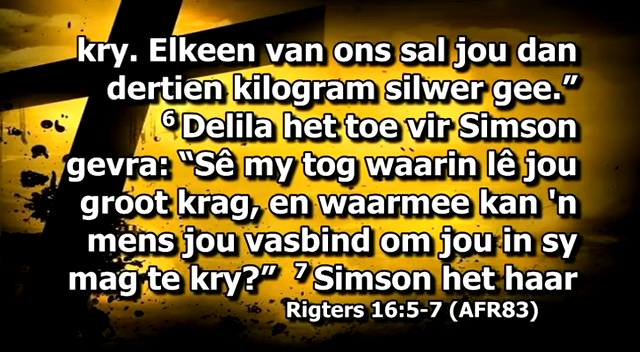 kry. Elkeen van ons sal jou dan
dertien kilogram silwer gee.”
⁶ Delila het toe vir Simson
gevra: “Sê my tog waarin lê jou
groot krag, en waarmee kan 'n
mens jou vasbind om jou in sy
mag te kry?” ⁷ Simson het haar
Rigters 16:5-7 (AFR83)